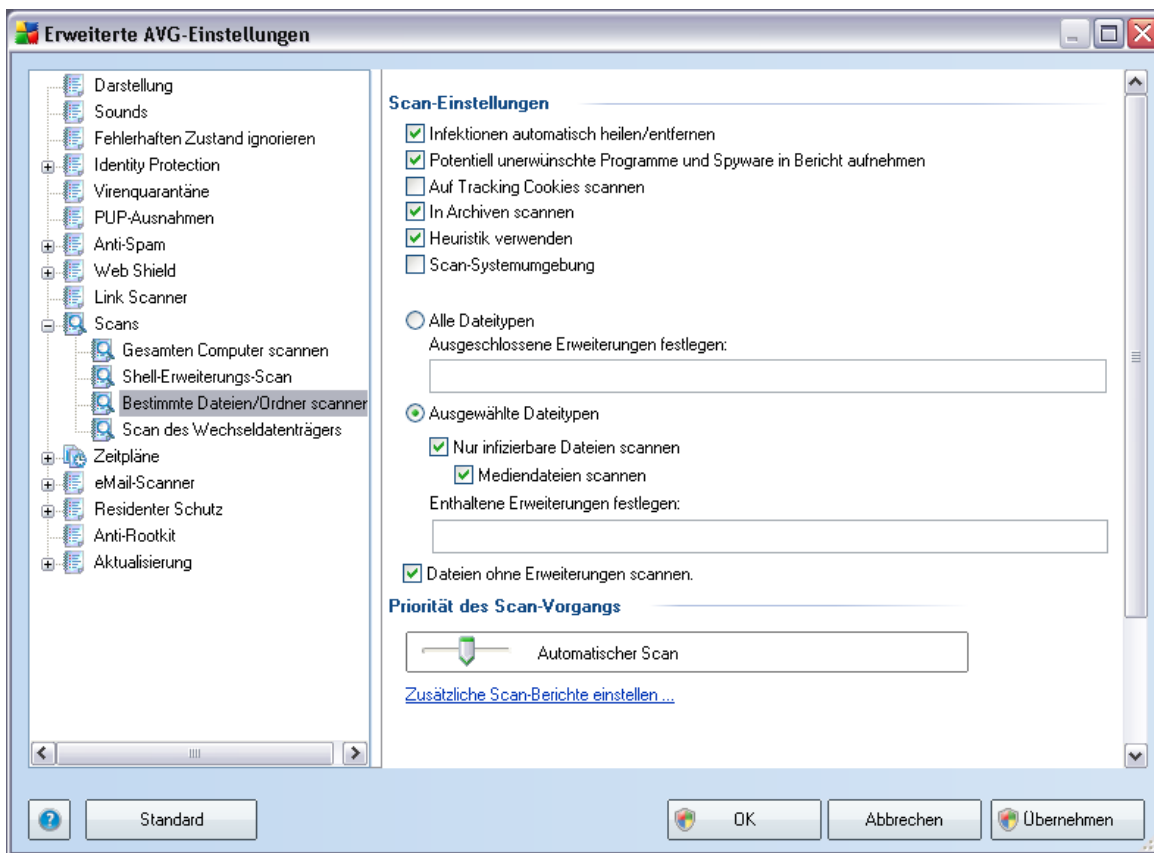 Erweiterte AVG-Einstellungen
Darstellung
Sounds
Fehlerhaften Zustand ignorieren
Identity Protection
Virenquarantäne
PUP-Ausnahmen
Anti-Spam
Web Shield
Link Scanner
Scans
Gesamten Computer scannen
Shell-Erweiterungs-Scan
Bestimmte Dateien/Ordner scanner
Scan des Wechseldatenträgers
Zeitpläne
eMail-Scanner
Residenter Schutz
Anti-Rootkit
Aktualisierung
Scan-Einstellungen
Infektionen automatisch heilen/entfernen
Potentiell unerwünschte Programme und Spyware in Bericht aufnehmen
Auf Tracking Cookies scannen
In Archiven scannen
Heuristik verwenden
Scan-Systemumgebung
Alle Dateitypen
Ausgeschlossene Erweiterungen festlegen:
Ausgewählte Dateitypen
Nur infizierbare Dateien scannen
Mediendateien scannen
Enthaltene Erweiterungen festlegen:
Dateien ohne Erweiterungen scannen.
Priorität des Scan-Vorgangs
Automatischer Scan
Zusätzliche Scan-Berichte einstellen ...
Standard
OK
Abbrechen
Übernehmen